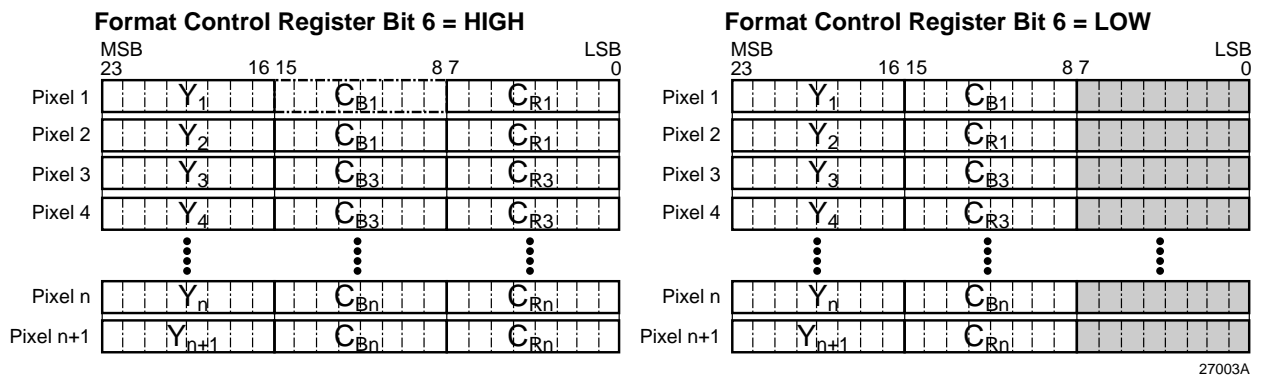 Format Control Register Bit 6 = HIGH
MSB LSB
23 16 15 8 7 0
Pixel 1 Y1 CB1 CR1
Pixel 2 Y2 CB1 CR1
Pixel 3 Y3 CB3 CR3
Pixel 4 Y4 CB3 CR3
Pixel n Yn CBn CRn
Pixel n+1 Yn+1 CBn CRn
Format Control Register Bit 6 = LOW
MSB LSB
23 16 15 8 7 0
Pixel 1 Y1 CB1
Pixel 2 Y2 CR1
Pixel 3 Y3 CB3
Pixel 4 Y4 CR3
Pixel n Yn CBn
Pixel n+1 Yn+1 CRn
27003A